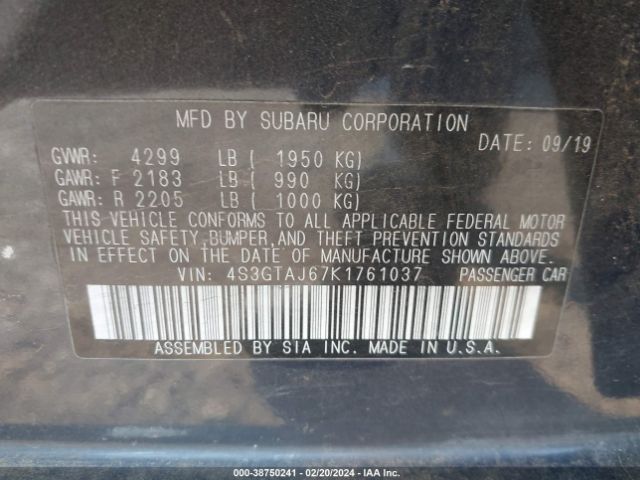 MFD BY SUBARU CORPORATION
DATE: 09/19
GVWR: 4299 LB ( 1950 KG)
GAWR: F 2183 LB ( 990 KG)
GAWR: R 2205 LB ( 1000 KG)
THIS VEHICLE CONFORMS TO ALL APPLICABLE FEDERAL MOTOR
VEHICLE SAFETY, BUMPER, AND THEFT PREVENTION STANDARDS
IN EFFECT ON THE DATE OF MANUFACTURE SHOWN ABOVE.
VIN: 4S3GTAJ67K1761037 PASSENGER CAR
ASSEMBLED BY SIA INC. MADE IN U.S.A.
000-38750241 - 02/20/2024 - IAA Inc.